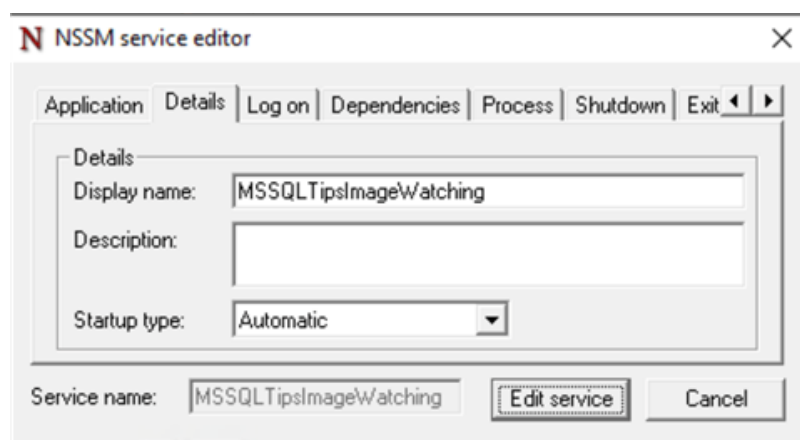 N NSSM service editor
Application Details Log on Dependencies Process Shutdown Exit
Details
Display name: MSSQLTipsImageWatching
Description:
Startup type: Automatic
Service name: MSSQLTipsImageWatching Edit service Cancel